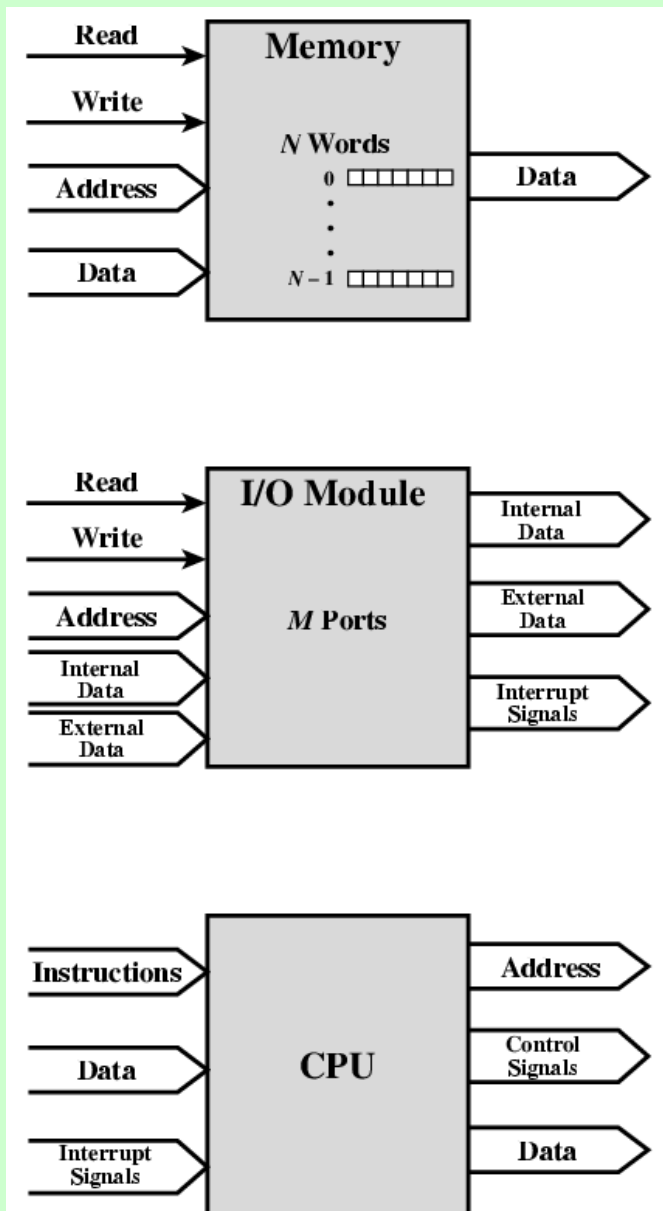 Read
Memory
Write
N Words
0
Address
Data
Data
N – 1
Read
I/O Module
Write
Internal
Data
Address
M Ports
External
Data
Internal
Data
Interrupt
Signals
External
Data
Instructions
Address
CPU
Control
Signals
Data
Data
Interrupt
Signals